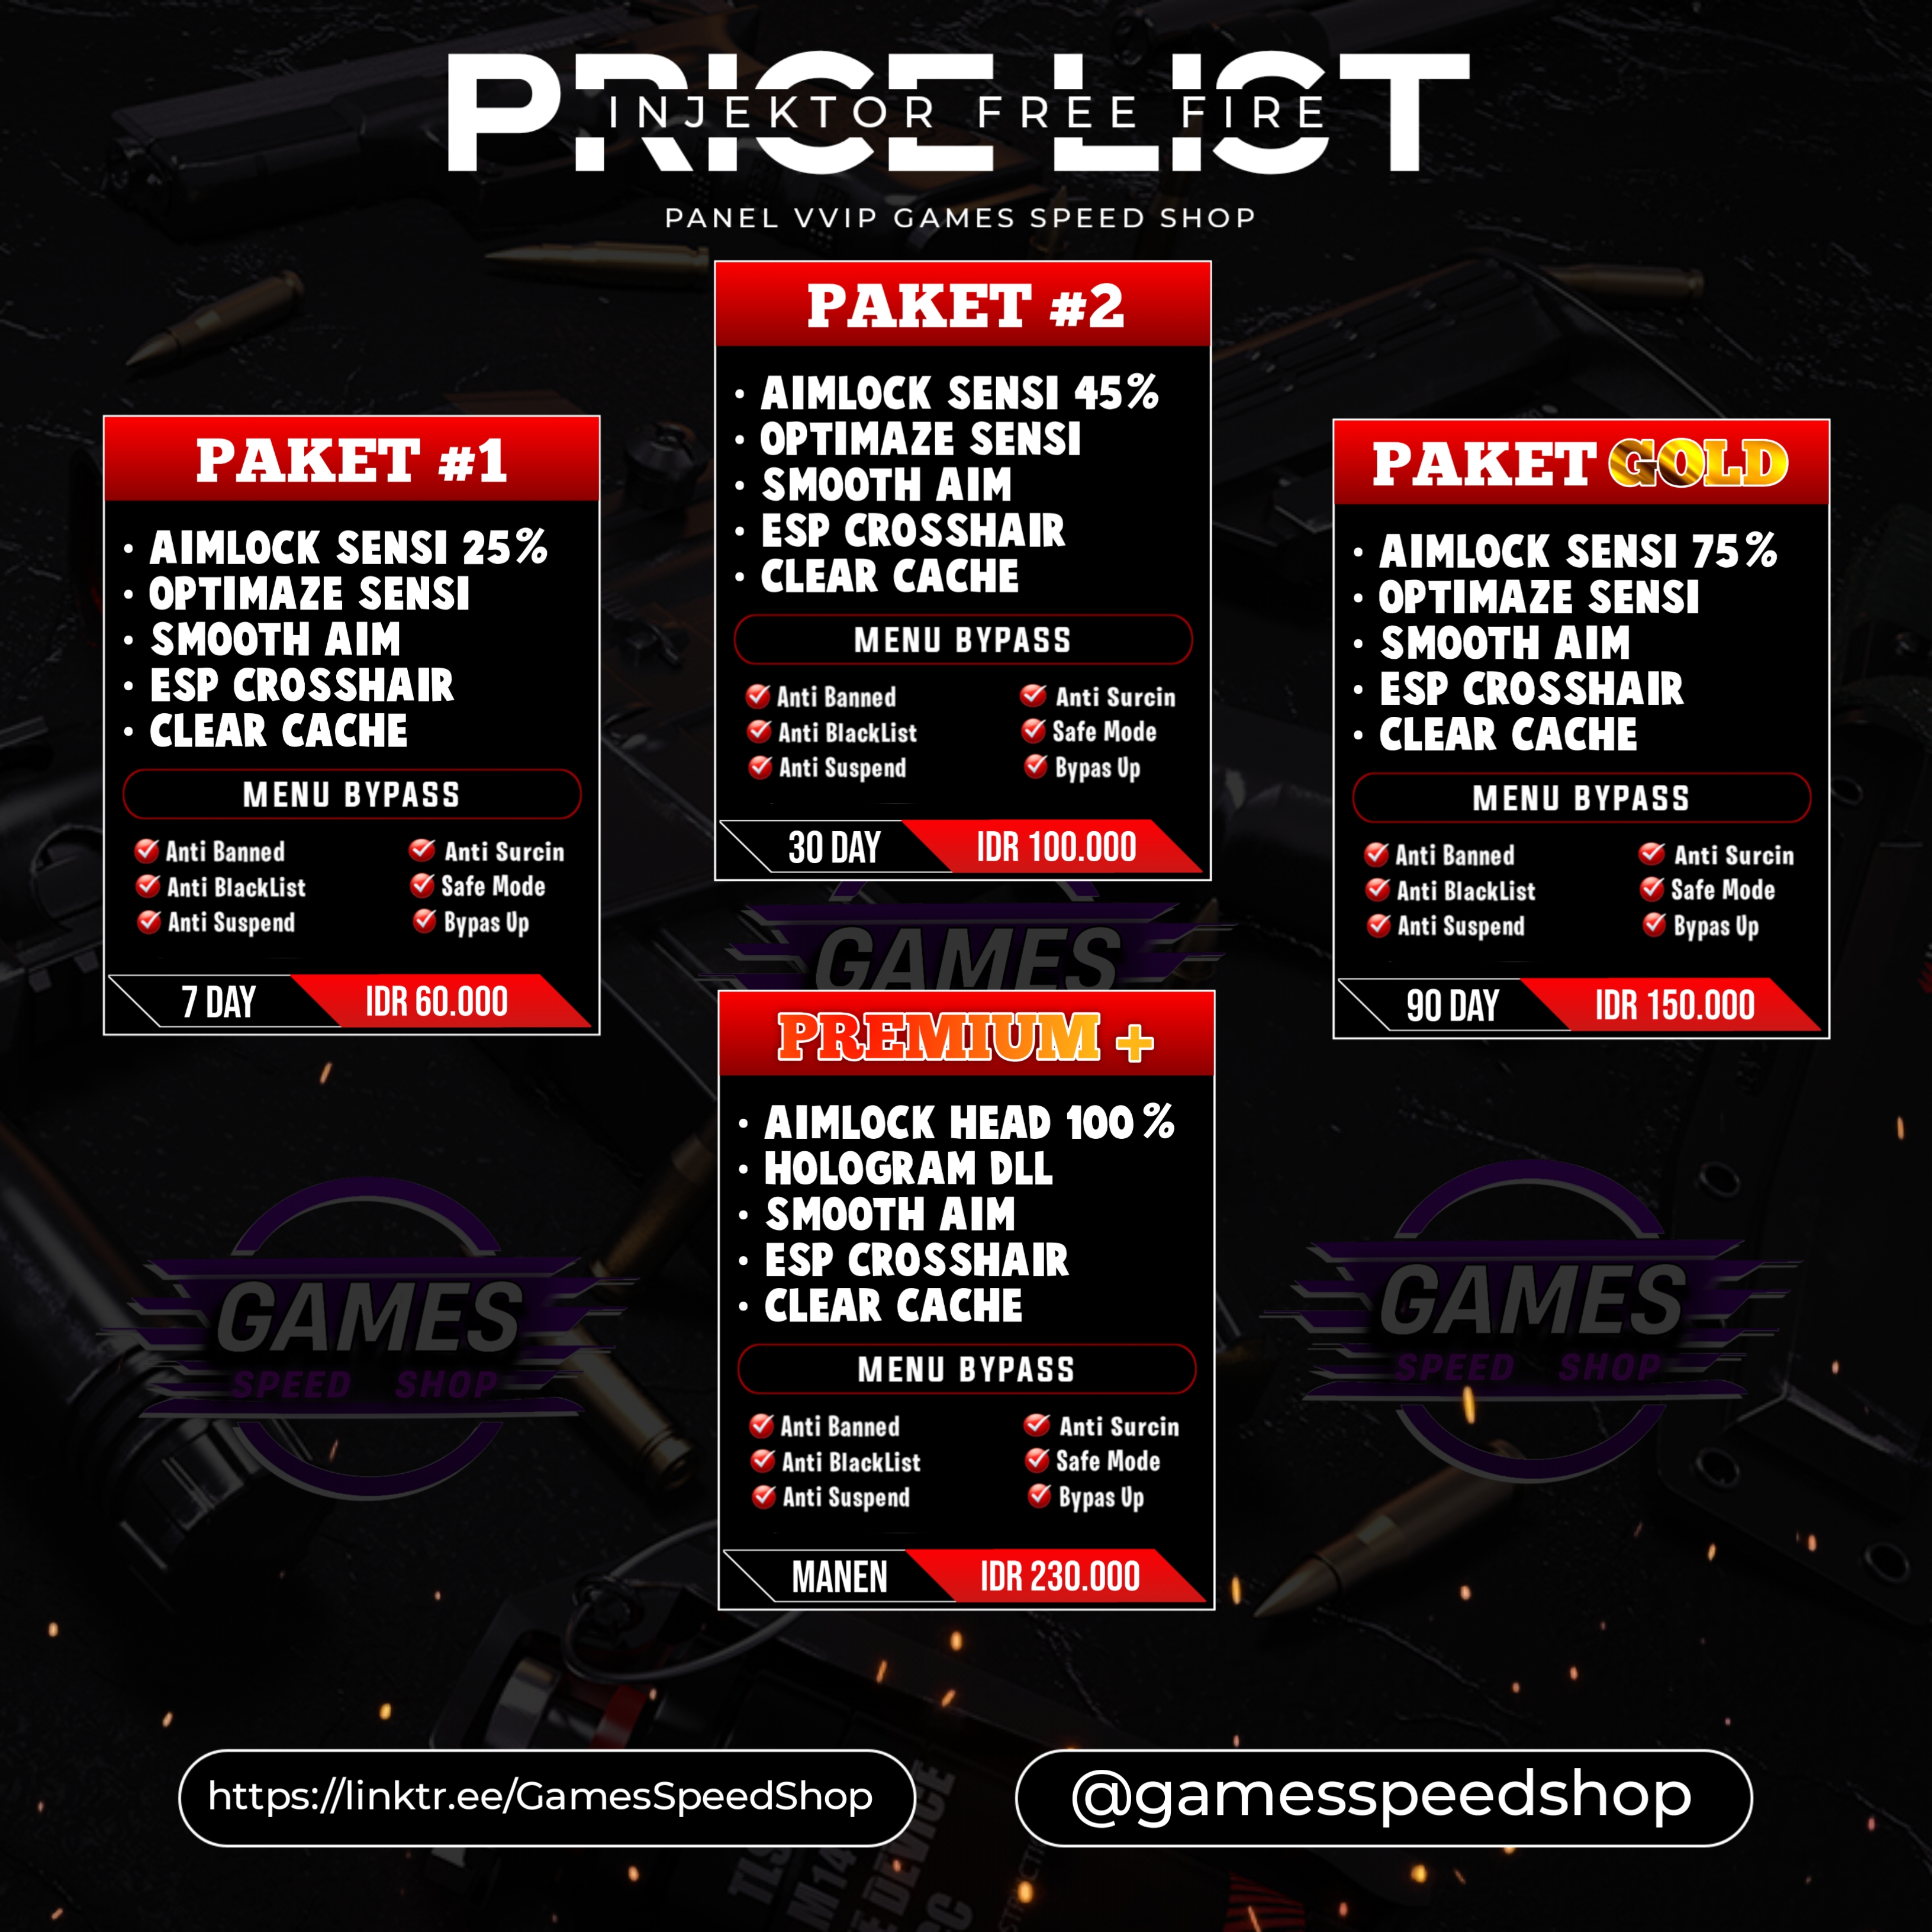 PRICE LIST
INJEKTOR FREE FIRE
PANEL VVIP GAMES SPEED SHOP
PAKET #1
• AIMLOCK SENSI 25%
• OPTIMAZE SENSI
• SMOOTH AIM
• ESP CROSSHAIR
• CLEAR CACHE
MENU BYPASS
Anti Banned
Anti BlackList
Anti Suspend
Anti Surcin
Safe Mode
Bypas Up
7 DAY
IDR 60.000
PAKET #2
• AIMLOCK SENSI 45%
• OPTIMAZE SENSI
• SMOOTH AIM
• ESP CROSSHAIR
• CLEAR CACHE
MENU BYPASS
Anti Banned
Anti BlackList
Anti Suspend
Anti Surcin
Safe Mode
Bypas Up
30 DAY
IDR 100.000
PAKET GOLD
• AIMLOCK SENSI 75%
• OPTIMAZE SENSI
• SMOOTH AIM
• ESP CROSSHAIR
• CLEAR CACHE
MENU BYPASS
Anti Banned
Anti BlackList
Anti Suspend
Anti Surcin
Safe Mode
Bypas Up
90 DAY
IDR 150.000
GAMES
PREMIUM +
• AIMLOCK HEAD 100%
• HOLOGRAM DLL
• SMOOTH AIM
• ESP CROSSHAIR
• CLEAR CACHE
MENU BYPASS
Anti Banned
Anti BlackList
Anti Suspend
Anti Surcin
Safe Mode
Bypas Up
MANEN
IDR 230.000
GAMES
SPEED SHOP
GAMES
SPEED SHOP
https://linktr.ee/GamesSpeedShop
@gamesspeedshop